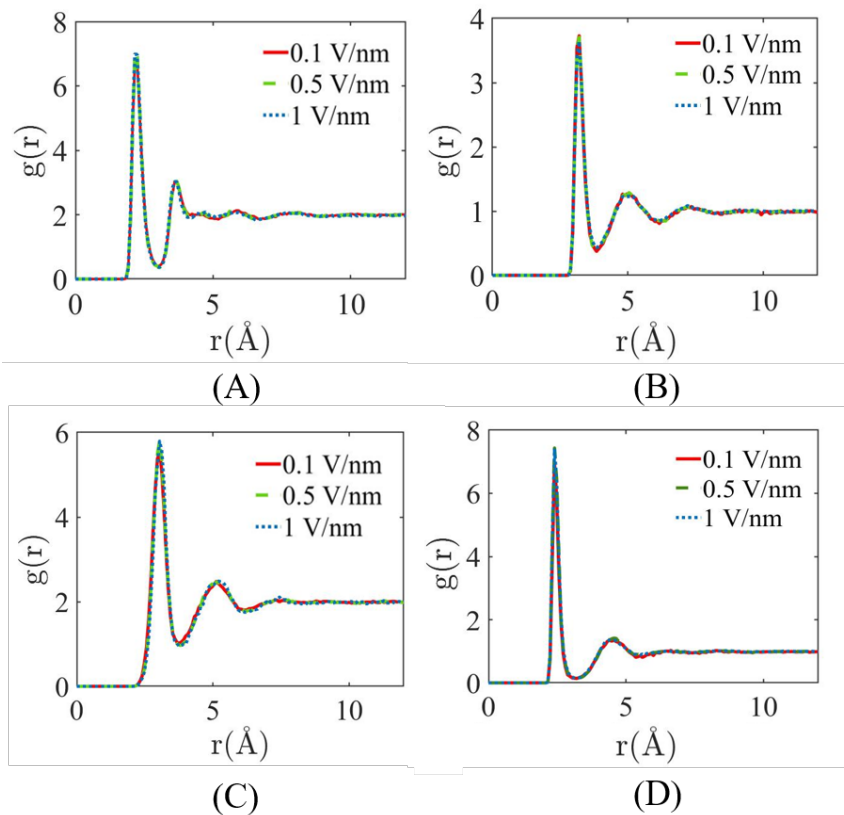 8
6
4
2
0
g(r)
0.1 V/nm
0.5 V/nm
1 V/nm
0 5 10
r(Å)
(A)
4
3
2
1
0
g(r)
0.1 V/nm
0.5 V/nm
1 V/nm
0 5 10
r(Å)
(B)
6
4
2
0
g(r)
0.1 V/nm
0.5 V/nm
1 V/nm
0 5 10
r(Å)
(C)
8
6
4
2
0
g(r)
0.1 V/nm
0.5 V/nm
1 V/nm
0 5 10
r(Å)
(D)